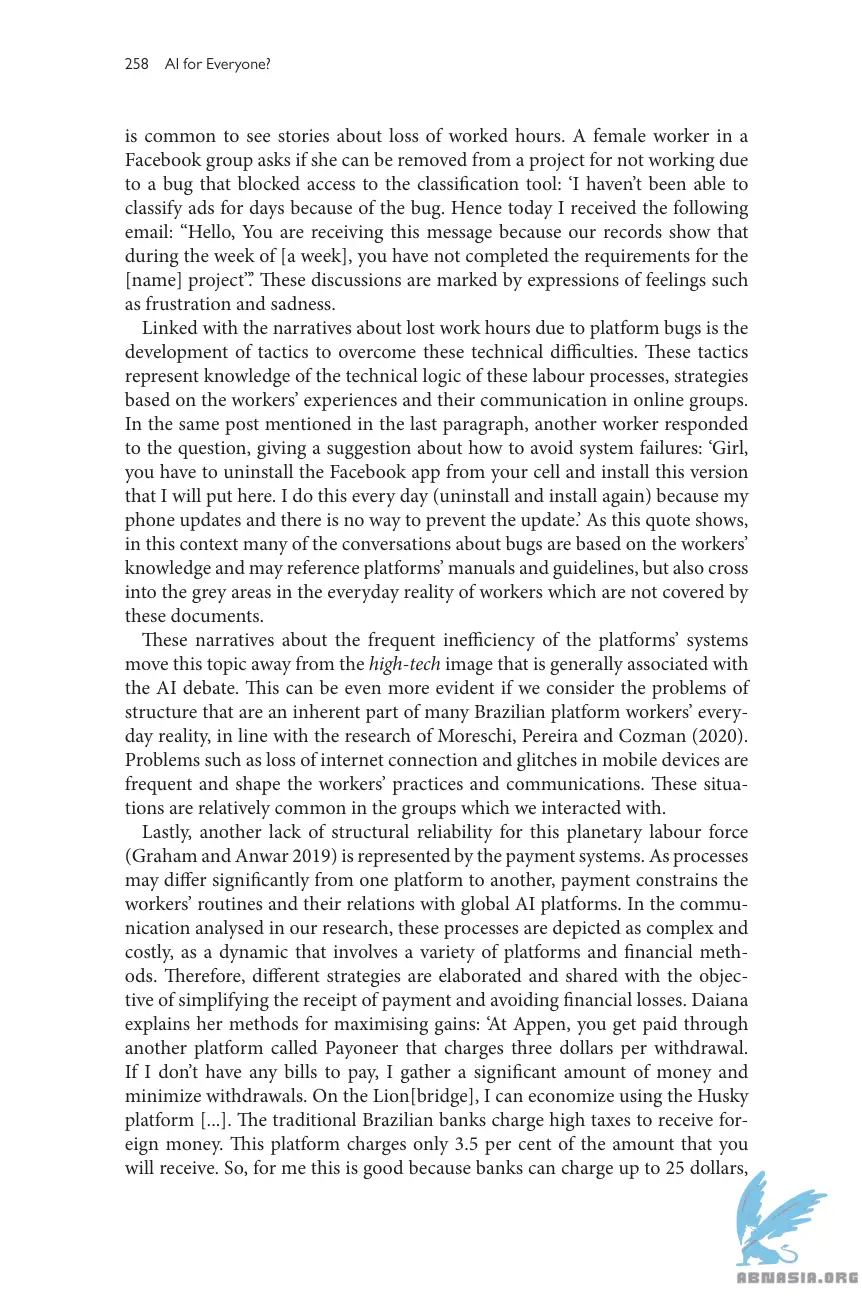 258 AI for Everyone?
is common to see stories about loss of worked hours. A female worker in a
Facebook group asks if she can be removed from a project for not working due
to a bug that blocked access to the classification tool: ‘I haven’t been able to
classify ads for days because of the bug. Hence today I received the following
email: “Hello, You are receiving this message because our records show that
during the week of [a week], you have not completed the requirements for the
[name] project”.’ These discussions are marked by expressions of feelings such
as frustration and sadness.
Linked with the narratives about lost work hours due to platform bugs is the
development of tactics to overcome these technical difficulties. These tactics
represent knowledge of the technical logic of these labour processes, strategies
based on the workers’ experiences and their communication in online groups.
In the same post mentioned in the last paragraph, another worker responded
to the question, giving a suggestion about how to avoid system failures: ‘Girl,
you have to uninstall the Facebook app from your cell and install this version
that I will put here. I do this every day (uninstall and install again) because my
phone updates and there is no way to prevent the update.’ As this quote shows,
in this context many of the conversations about bugs are based on the workers’
knowledge and may reference platforms’ manuals and guidelines, but also cross
into the grey areas in the everyday reality of workers which are not covered by
these documents.
These narratives about the frequent inefficiency of the platforms’ systems
move this topic away from the high-tech image that is generally associated with
the AI debate. This can be even more evident if we consider the problems of
structure that are an inherent part of many Brazilian platform workers’ every-
day reality, in line with the research of Moreschi, Pereira and Cozman (2020).
Problems such as loss of internet connection and glitches in mobile devices are
frequent and shape the workers’ practices and communications. These situa-
tions are relatively common in the groups which we interacted with.
Lastly, another lack of structural reliability for this planetary labour force
(Graham and Anwar 2019) is represented by the payment systems. As processes
may differ significantly from one platform to another, payment constrains the
workers’ routines and their relations with global AI platforms. In the commu-
nication analysed in our research, these processes are depicted as complex and
costly, as a dynamic that involves a variety of platforms and financial meth-
ods. Therefore, different strategies are elaborated and shared with the objec-
tive of simplifying the receipt of payment and avoiding financial losses. Daiana
explains her methods for maximising gains: ‘At Appen, you get paid through
another platform called Payoneer that charges three dollars per withdrawal.
If I don’t have any bills to pay, I gather a significant amount of money and
minimize withdrawals. On the Lion[bridge], I can economize using the Husky
platform [...]. The traditional Brazilian banks charge high taxes to receive for-
eign money. This platform charges only 3.5 per cent of the amount that you
will receive. So, for me this is good because banks can charge up to 25 dollars,
ABNASIA.ORG